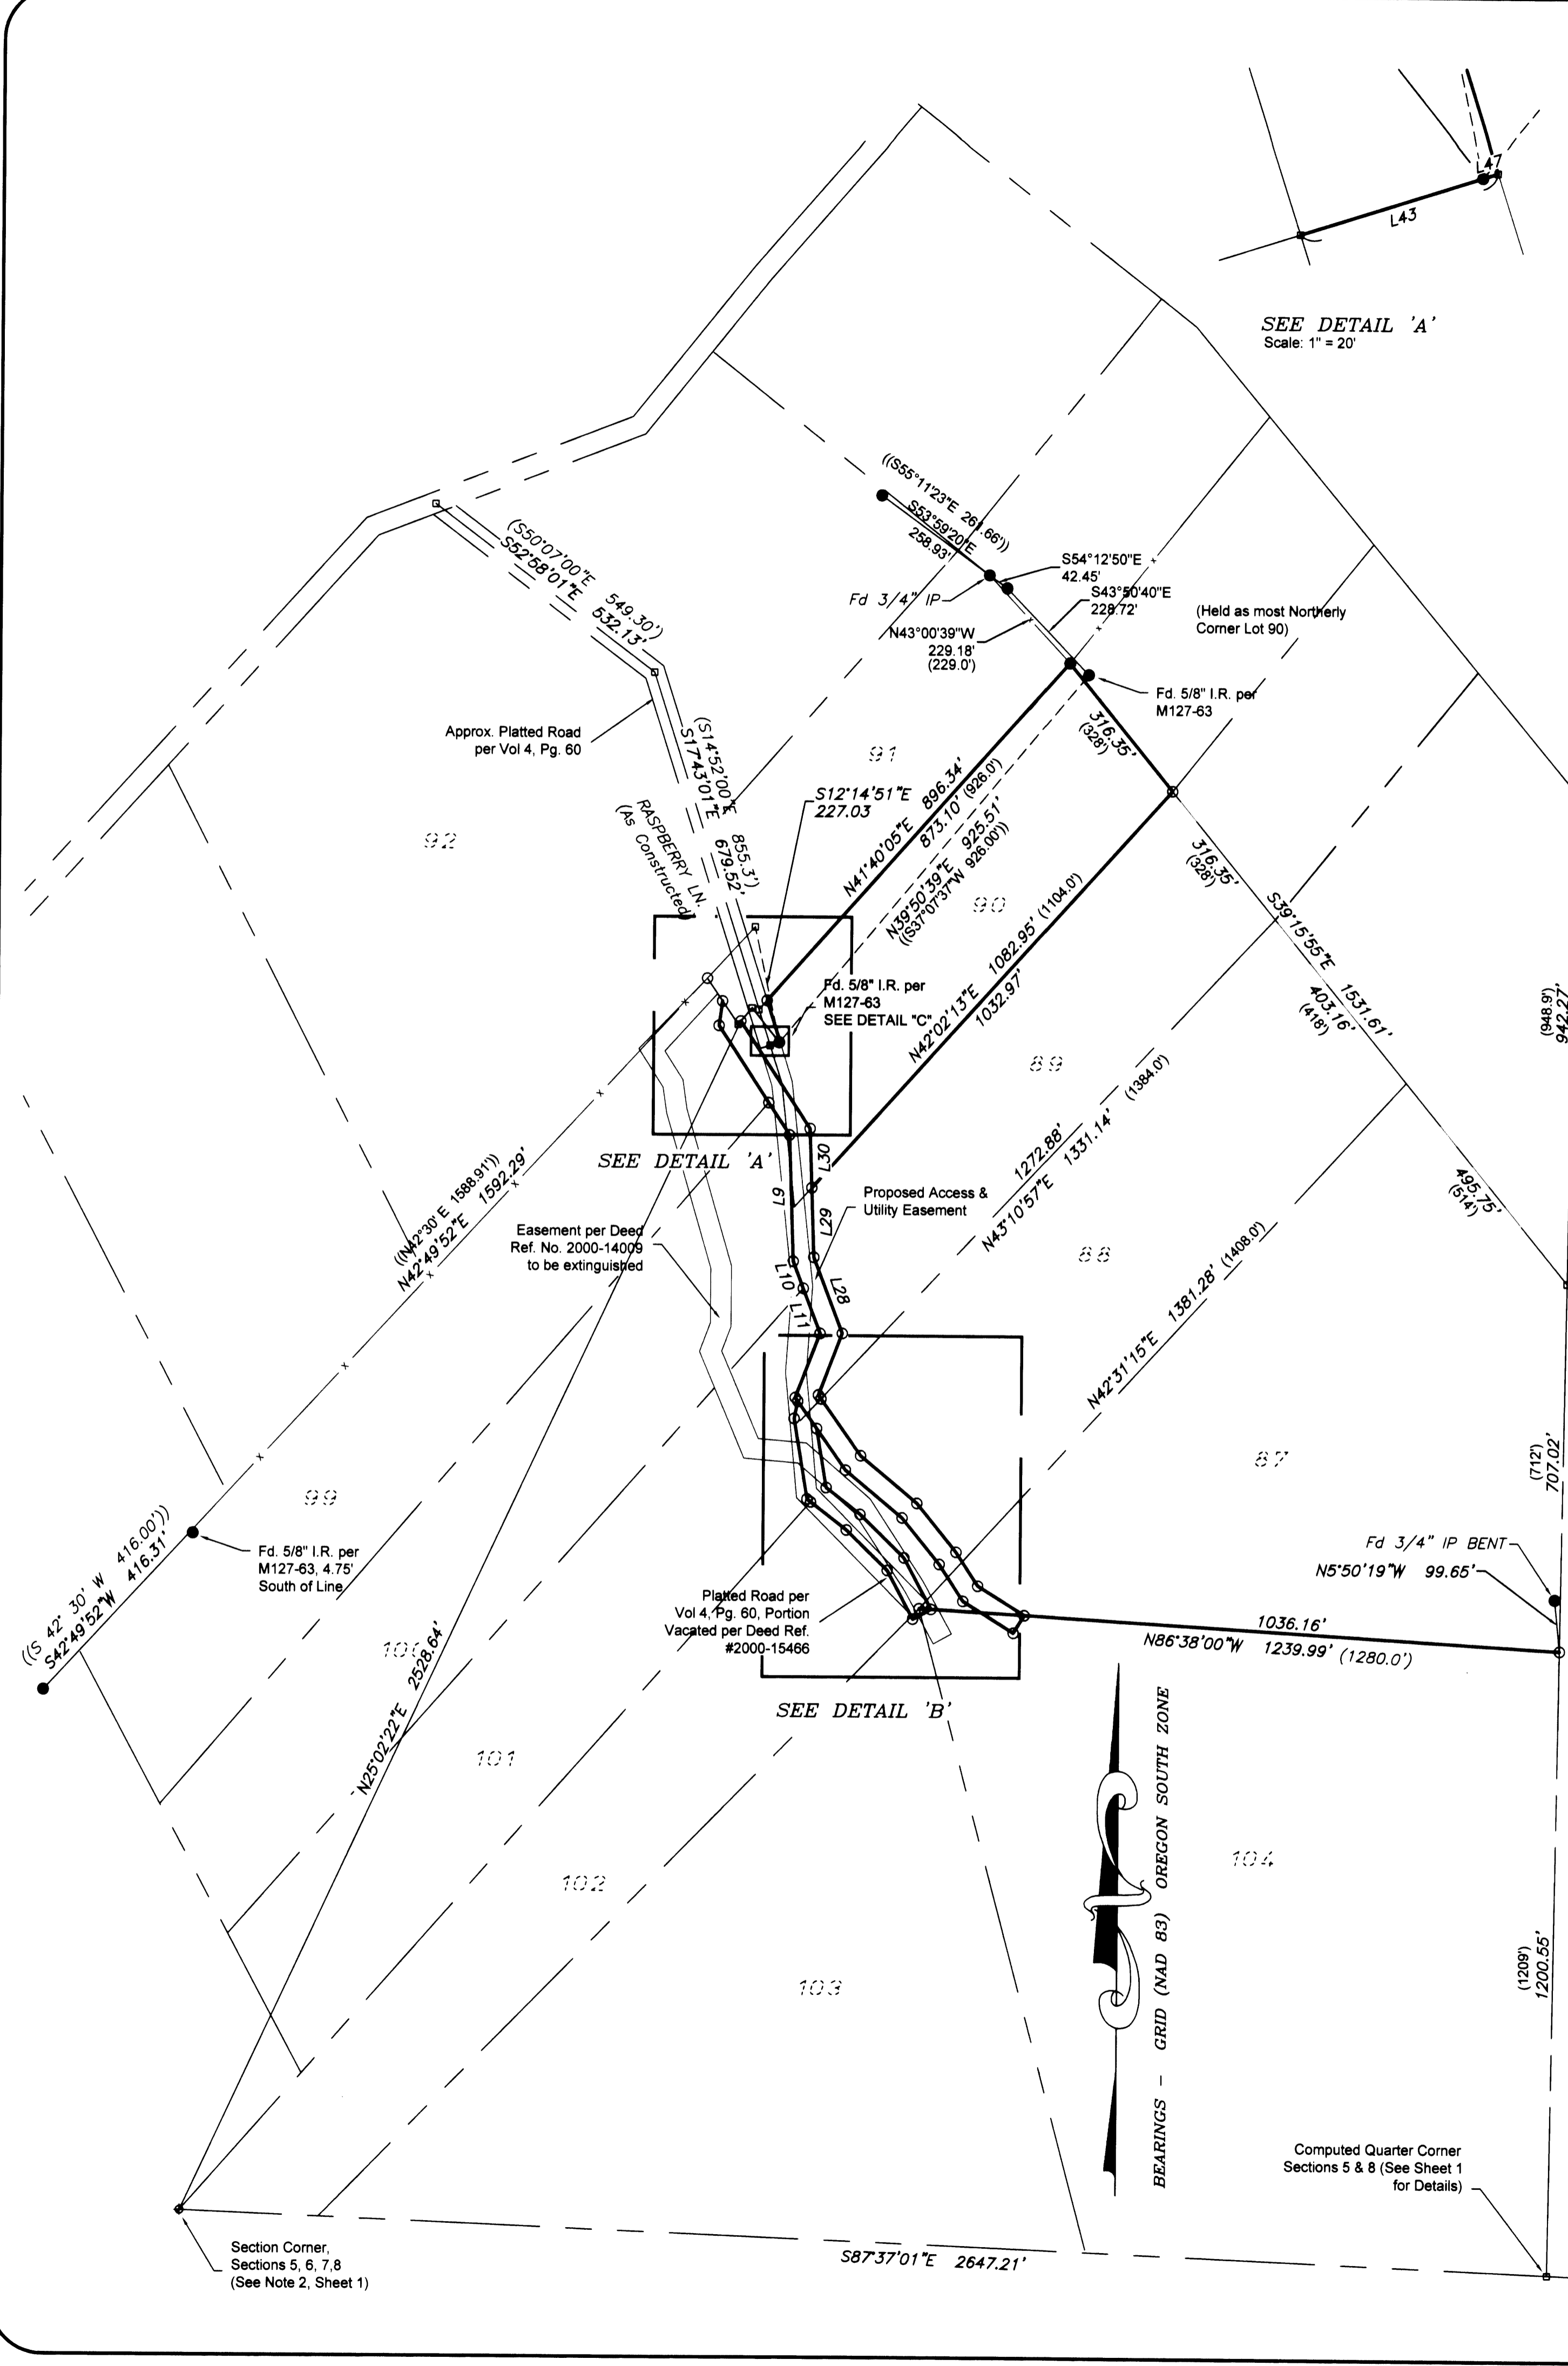 L47
L43
SEE DETAIL 'A'
Scale: 1" = 20'
((S55°11'23"E 261.66'))
S53°59'20"E
258.93'
(S50°07'00"E 549.30')
S52°58'01"E 532.13'
S54°12'50"E
42.45'
S43°50'40"E
228.72'
Fd 3/4" IP
(Held as most Northerly
Corner Lot 90)
N43°00'39"W
229.18'
(229.0')
Fd. 5/8" I.R. per
M127-63
Approx. Platted Road
per Vol 4, Pg. 60
(S14°52'00"E 855.3')
S17°43'01"E 679.52'
316.35'
(328')
91
S12°14'51"E
227.03
RASPBERRY LN.
(As Constructed)
92
N41°40'05"E 896.34'
873.10' (926.0')
N39°50'39"E 925.51'
((S37°07'37"W 926.00'))
316.35'
(328')
90
N42°02'13"E 1082.95' (1104.0')
1032.97'
S39°15'55"E 1531.61'
403.16'
(418')
Fd. 5/8" I.R. per
M127-63
SEE DETAIL "C"
(948.9')
942.27'
89
SEE DETAIL 'A'
L30
67
L29
Proposed Access &
Utility Easement
1272.88'
N43°10'57"E 1331.14' (1384.0')
495.75'
(514')
((N42°30' E 1588.91'))
N42°49'52"E 1592.29'
Easement per Deed
Ref. No. 2000-14009
to be extinguished
L10
L28
L11
88
N42°31'15"E 1381.28' (1408.0')
87
(712')
707.02'
99
((S 42° 30' W 416.00'))
S42°49'52"W 416.31'
Fd. 5/8" I.R. per
M127-63, 4.75'
South of Line
Fd 3/4" IP BENT
N5°50'19"W 99.65'
Platted Road per
Vol 4, Pg. 60, Portion
Vacated per Deed Ref.
#2000-15466
1036.16'
N86°38'00"W 1239.99' (1280.0')
100
N25°02'22"E 2528.64'
SEE DETAIL 'B'
101
102
103
104
BEARINGS - GRID (NAD 83) OREGON SOUTH ZONE
(1209')
1200.55'
Computed Quarter Corner
Sections 5 & 8 (See Sheet 1
for Details)
Section Corner,
Sections 5, 6, 7,8
(See Note 2, Sheet 1)
S87°37'01"E 2647.21'